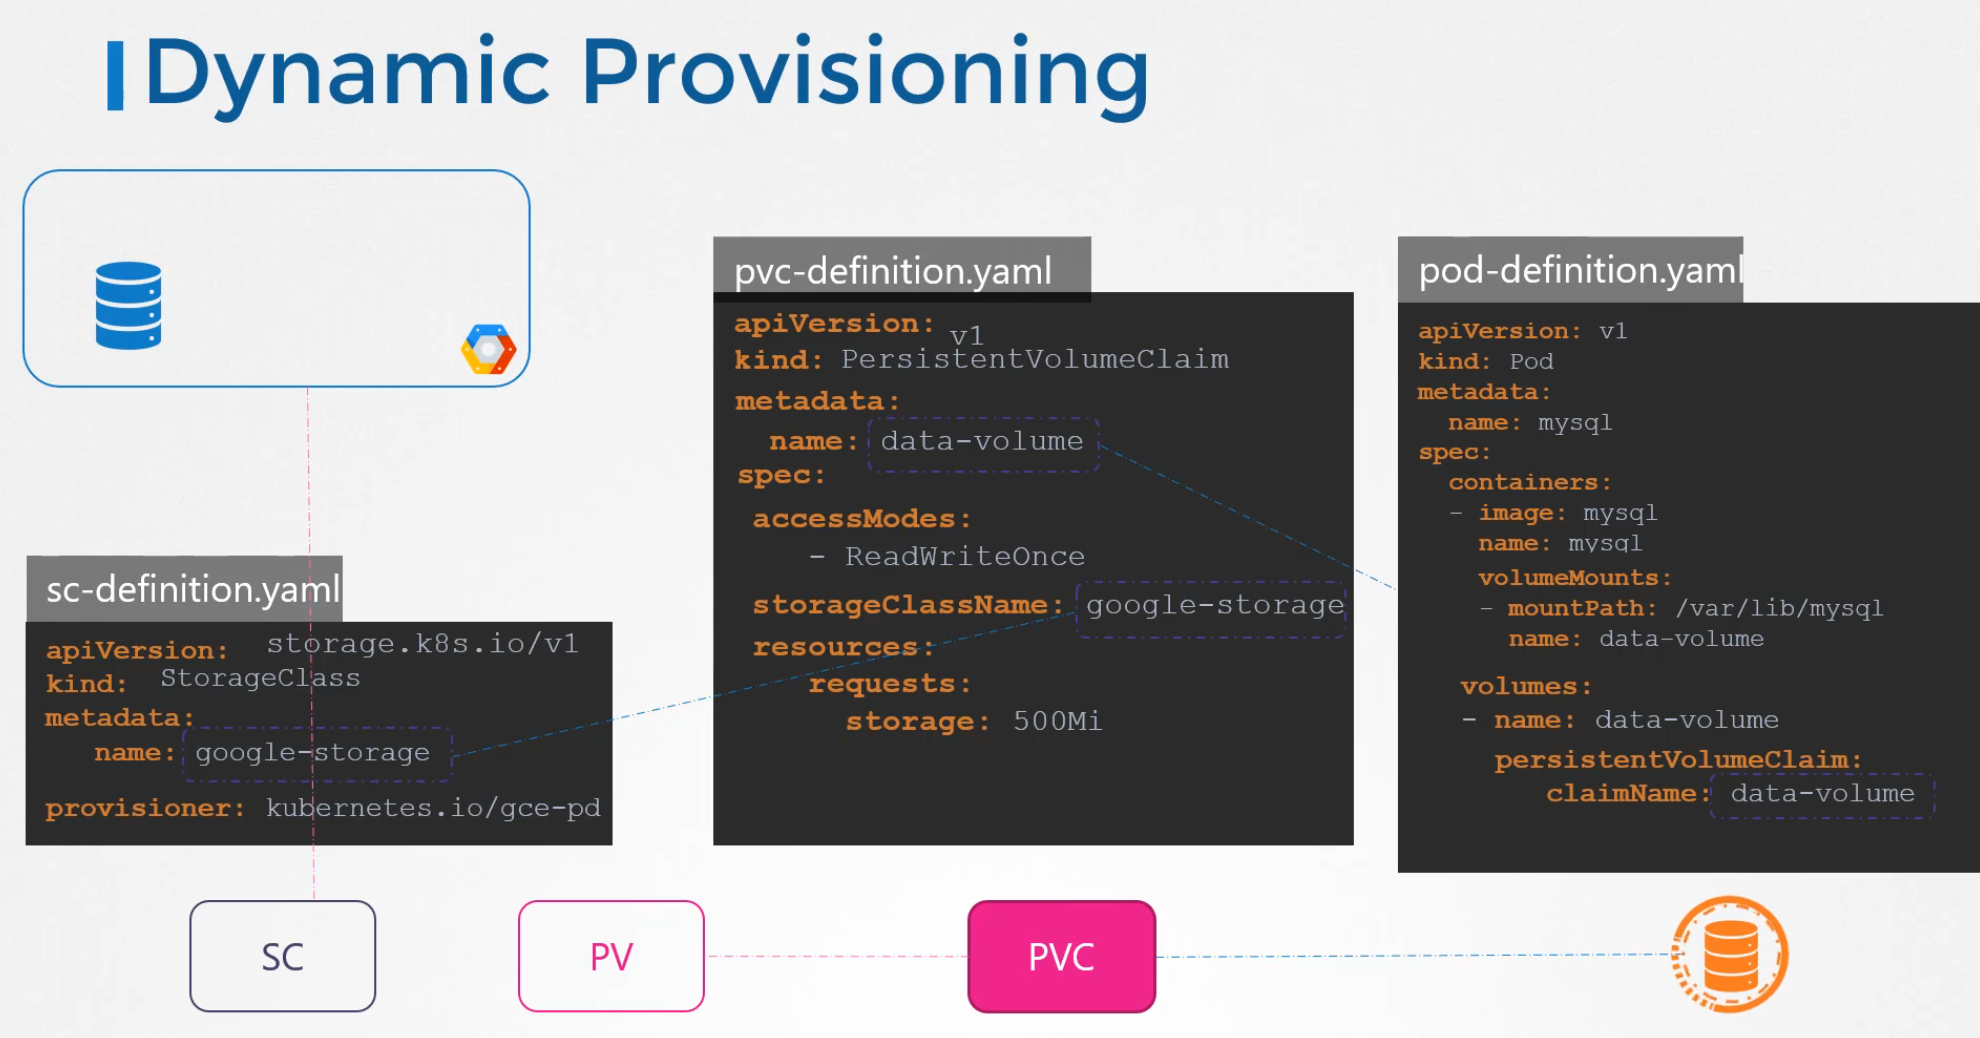 Dynamic Provisioning
sc-definition.yaml
apiVersion: storage.k8s.io/v1
kind: StorageClass
metadata:
name: google-storage
provisioner: kubernetes.io/gce-pd
pvc-definition.yaml
apiVersion: v1
kind: PersistentVolumeClaim
metadata:
name: data-volume
spec:
accessModes:
- ReadWriteOnce
storageClassName: google-storage
resources:
requests:
storage: 500Mi
pod-definition.yaml
apiVersion: v1
kind: Pod
metadata:
name: mysql
spec:
containers:
- image: mysql
name: mysql
volumeMounts:
- mountPath: /var/lib/mysql
name: data-volume
volumes:
- name: data-volume
persistentVolumeClaim:
claimName: data-volume
SC
PV
PVC